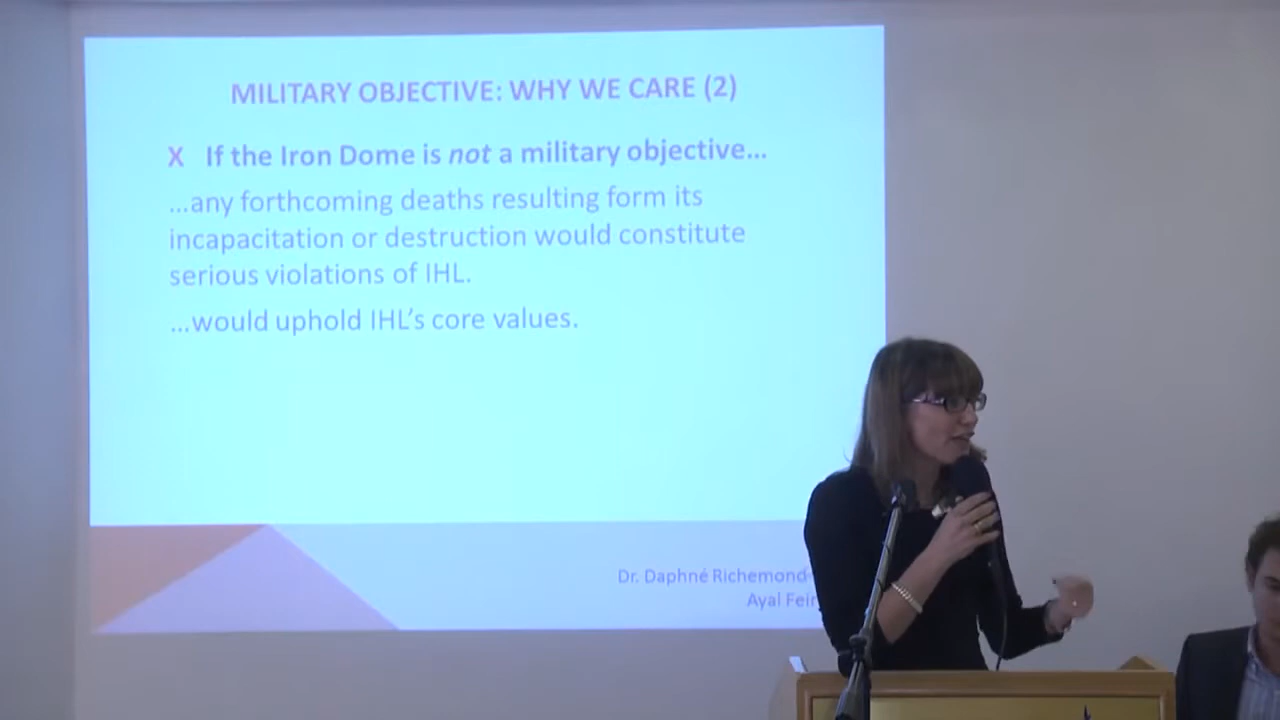 MILITARY OBJECTIVE: WHY WE CARE (2)
X If the Iron Dome is not a military objective...
...any forthcoming deaths resulting form its
incapacitation or destruction would constitute
serious violations of IHL.
...would uphold IHL's core values.
Dr. Daphné Richemond-
Ayal